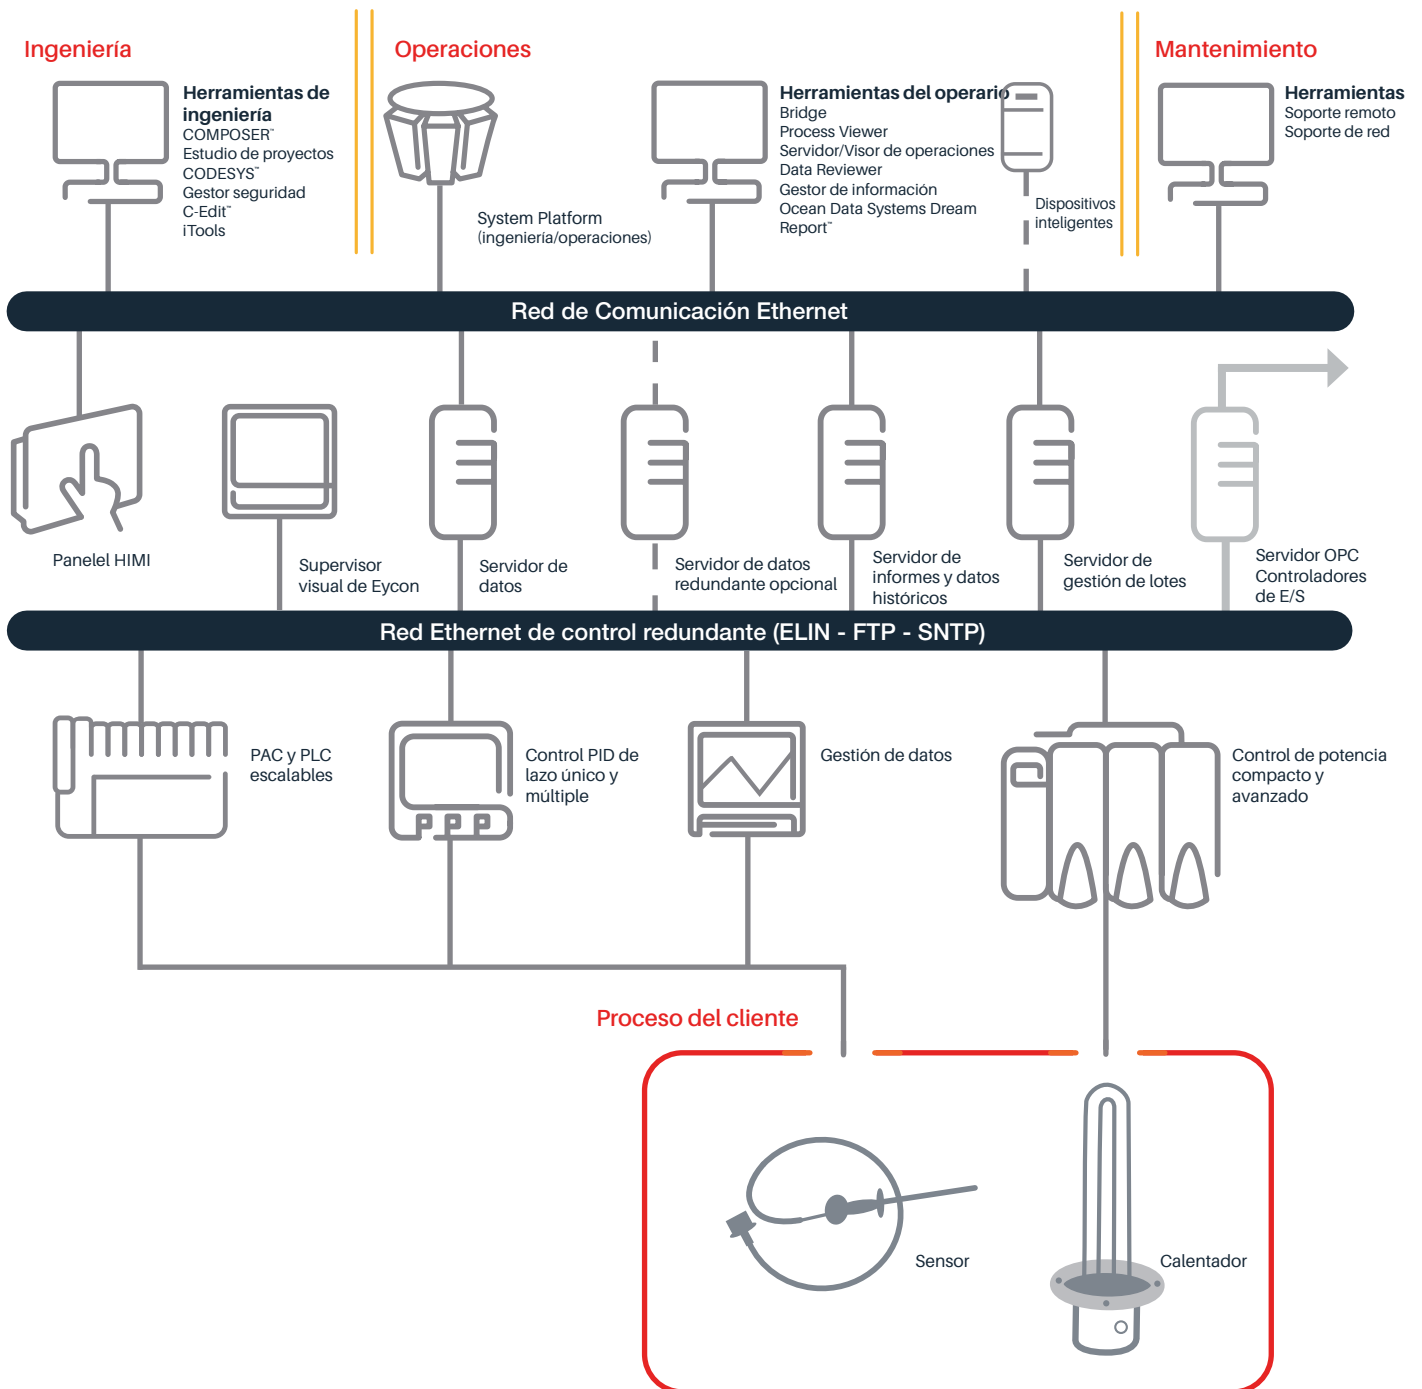 Ingeniería
Herramientas de
ingeniería
COMPOSER™
Estudio de proyectos
CODESYS™
Gestor seguridad
C-Edit™
iTools
Operaciones
System Platform
(ingeniería/operaciones)
Herramientas del operario
Bridge
Process Viewer
Servidor/Visor de operaciones
Data Reviewer
Gestor de información
Ocean Data Systems Dream
Report™
Dispositivos
inteligentes
Mantenimiento
Herramientas
Soporte remoto
Soporte de red
Red de Comunicación Ethernet
Panelel HIMI
Supervisor
visual de Eycon
Servidor de
datos
Servidor de datos
redundante opcional
Servidor de
informes y datos
históricos
Servidor de
gestión de lotes
Servidor OPC
Controladores
de E/S
Red Ethernet de control redundante (ELIN - FTP - SNTP)
PAC y PLC
escalables
Control PID de
lazo único y
múltiple
Gestión de datos
Control de potencia
compacto y
avanzado
Proceso del cliente
Sensor
Calentador